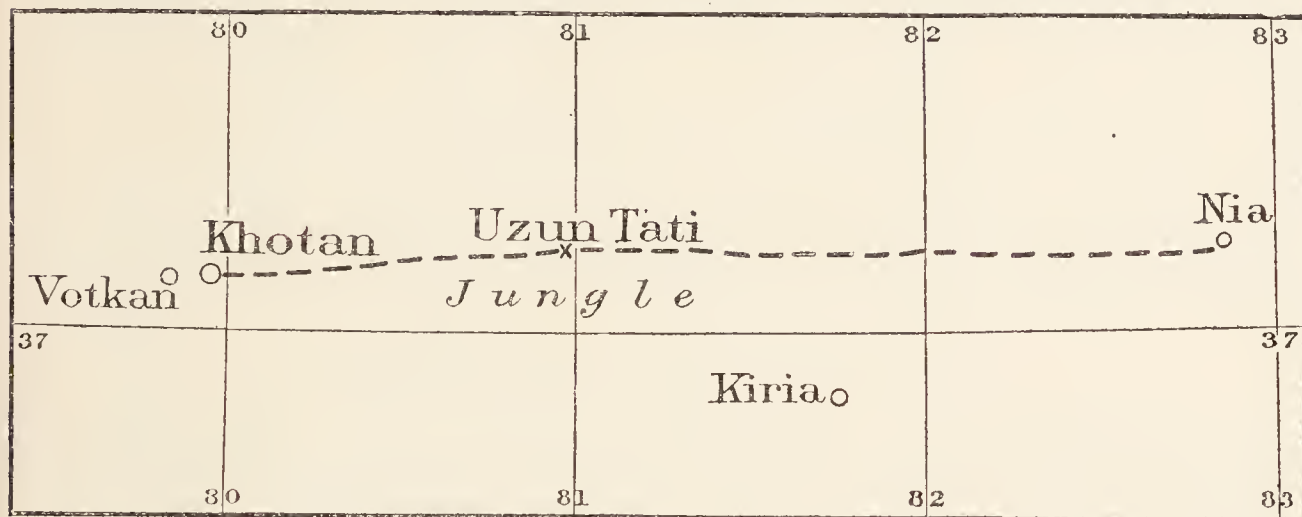 80 81 82 83
Nia
Khotan Uzun Tati
Votkan Jungle
37 37
Kiria
80 81 82 83